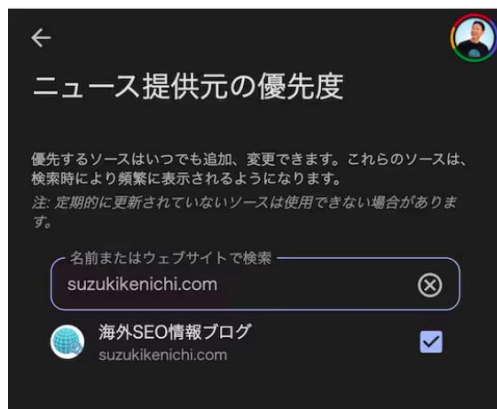 ニュース提供元の優先度
優先するソースはいつでも追加、変更できます。これらのソースは、
検索時により頻繁に表示されるようになります。
注: 定期的に更新されていないソースは使用できない場合がありま
す。
名前またはウェブサイトで検索
suzukikenichi.com
海外SEO情報ブログ
suzukikenichi.com